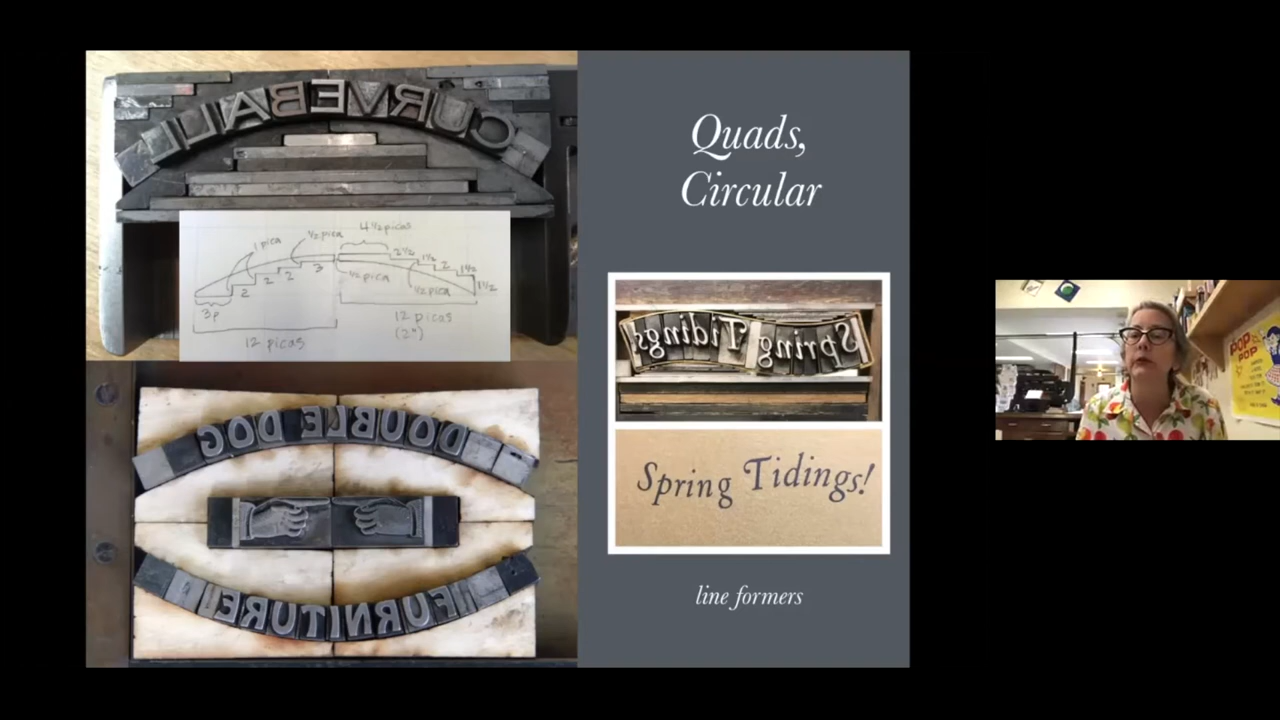 CURVEBALL
4 1/2 picas
1 pica
1/2 pica
2 1/2
1 1/2
2
1 1/2
3
2
2
2
1/2 pica
1/2 pica
1 1/2
3p
12 picas
12 picas
(2")
DOUBLE DOG
FURNITURE
Quads,
Circular
Spring Tidings!
Spring Tidings!
line formers
POP
POP